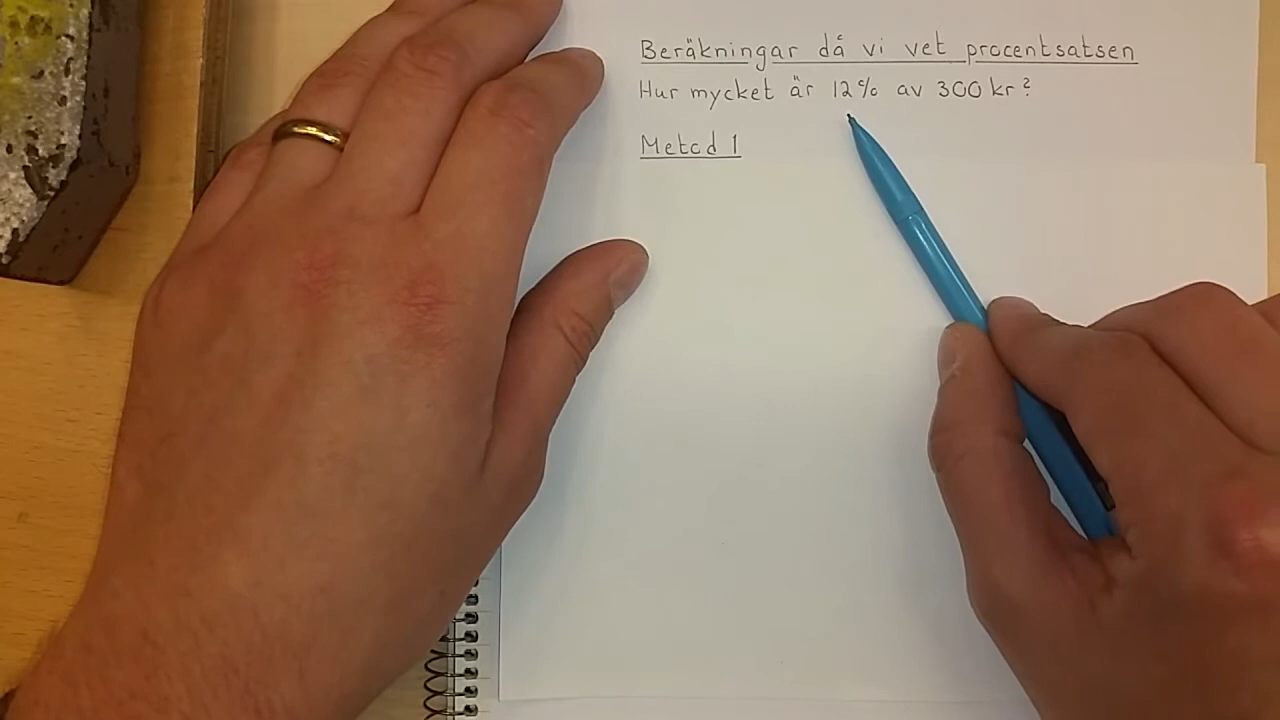 Beräkningar då vi vet procentsatsen
Hur mycket är 12% av 300 kr?
Metod 1